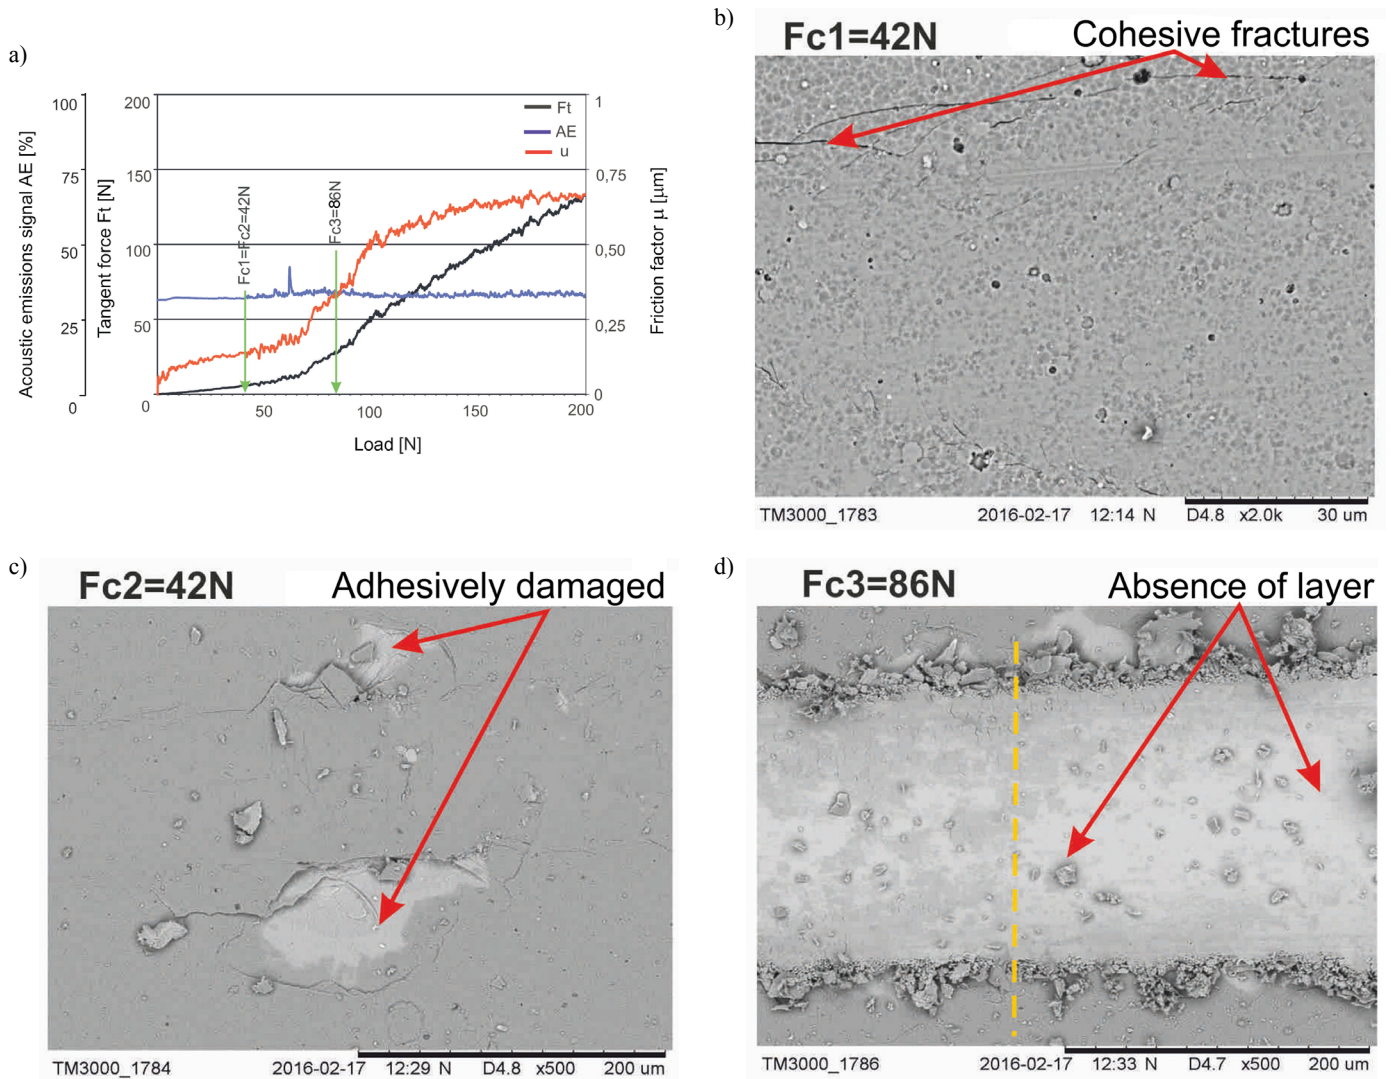 a)
Acoustic emissions signal AE [%]
100
75
50
25
0
Tangent force Ft [N]
200
150
100
50
0
Ft
AE
u
Fc1=Fc2=42N
Fc3=86N
1
0,75
0,50
0,25
0
Friction factor µ [µm]
50
100
150
200
Load [N]
b)
Fc1=42N
Cohesive fractures
TM3000_1783 2016-02-17 12:14 N D4.8 x2.0k 30 um
c)
Fc2=42N
Adhesively damaged
TM3000_1784 2016-02-17 12:29 N D4.8 x500 200 um
d)
Fc3=86N
Absence of layer
TM3000_1786 2016-02-17 12:33 N D4.7 x500 200 um